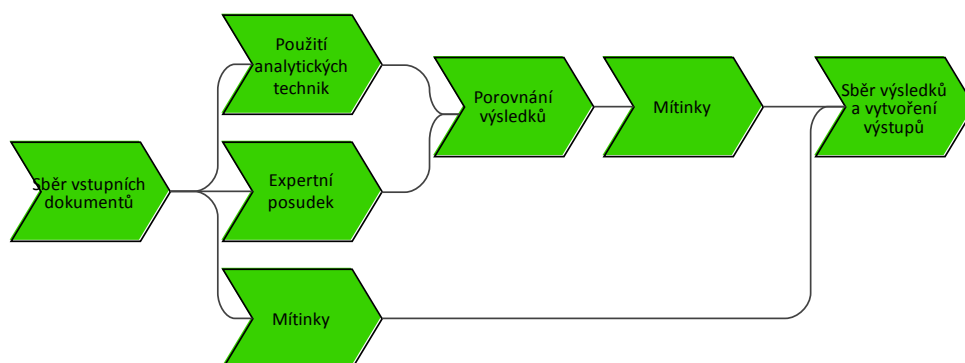 Sběr vstupních
dokumentů
Použití
analytických
technik
Expertní
posudek
Mítinky
Porovnání
výsledků
Mítinky
Sběr výsledků
a vytvoření
výstupů